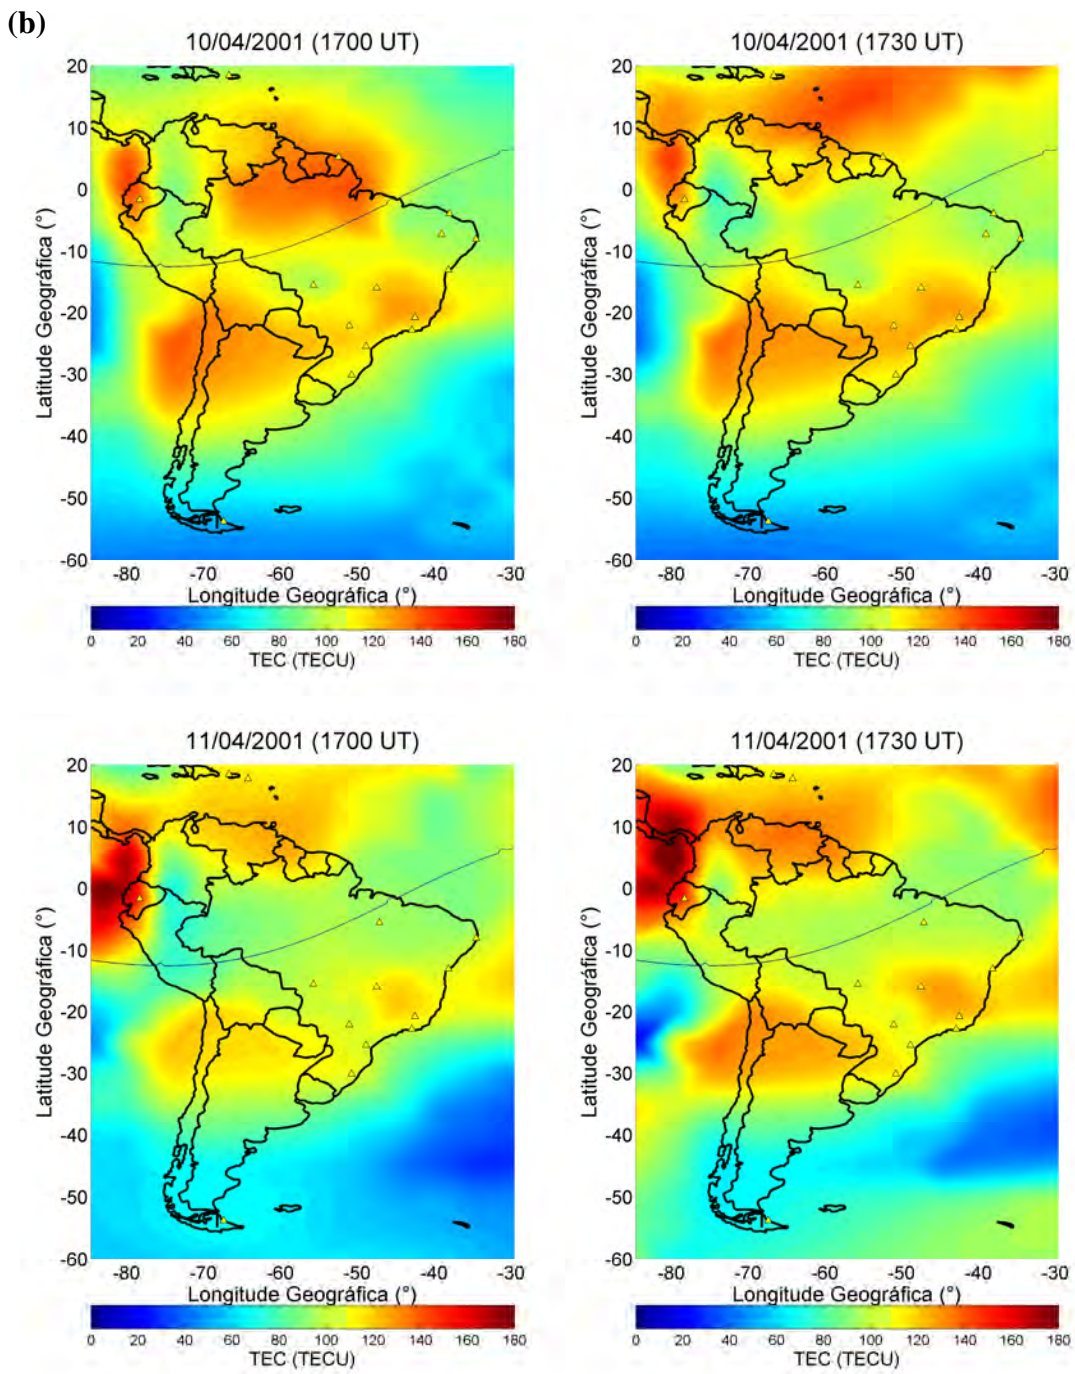 (b)
10/04/2001 (1700 UT)
20
10
0
-10
-20
-30
-40
-50
-60
Latitude Geográfica (°)
-80 -70 -60 -50 -40 -30
Longitude Geográfica (°)
0 20 40 60 80 100 120 140 160 180
TEC (TECU)
10/04/2001 (1730 UT)
20
10
0
-10
-20
-30
-40
-50
-60
Latitude Geográfica (°)
-80 -70 -60 -50 -40 -30
Longitude Geográfica (°)
0 20 40 60 80 100 120 140 160 180
TEC (TECU)
11/04/2001 (1700 UT)
20
10
0
-10
-20
-30
-40
-50
-60
Latitude Geográfica (°)
-80 -70 -60 -50 -40 -30
Longitude Geográfica (°)
0 20 40 60 80 100 120 140 160 180
TEC (TECU)
11/04/2001 (1730 UT)
20
10
0
-10
-20
-30
-40
-50
-60
Latitude Geográfica (°)
-80 -70 -60 -50 -40 -30
Longitude Geográfica (°)
0 20 40 60 80 100 120 140 160 180
TEC (TECU)